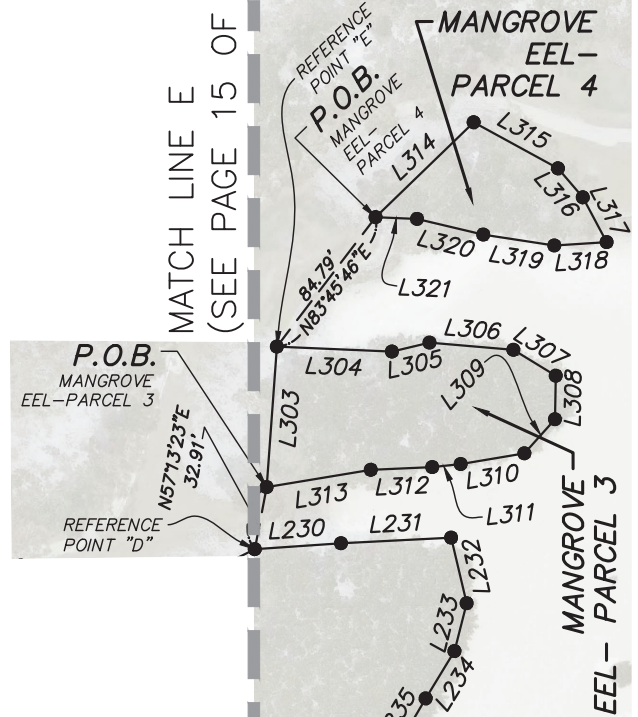 MATCH LINE E
(SEE PAGE 15 OF
REFERENCE
POINT "E"
P.O.B.
MANGROVE
EEL-
PARCEL 4
MANGROVE
EEL-
PARCEL 4
L314
L315
L316
L317
L318
L319
L320
L321
84.79'
N83°45'46"E
P.O.B.
MANGROVE
EEL-PARCEL 3
L303
L304
L305
L306
L307
L308
L309
L310
L311
L312
L313
N57°13'23"E
32.91'
REFERENCE
POINT "D"
L230
L231
L232
L233
L234
MANGROVE
EEL- PARCEL 3